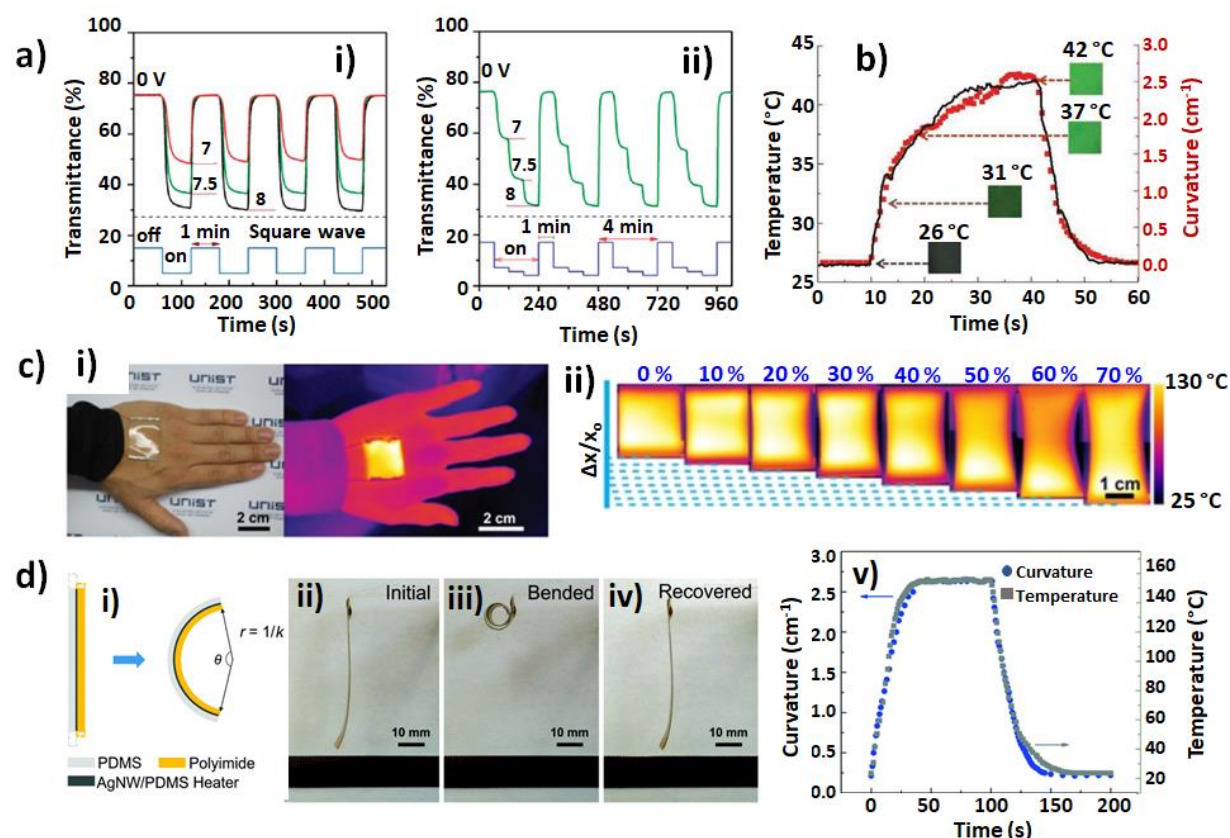 a)
i)
Transmittance (%)
100
80
60
40
20
0
0 V
7
7.5
8
1 min
Square wave
off
on
0 100 200 300 400 500
Time (s)
ii)
Transmittance (%)
100
80
60
40
20
0
0 V
7
7.5
8
1 min
4 min
on
0 240 480 720 960
Time (s)
b)
Temperature (°C)
45
40
35
30
25
42 °C
37 °C
31 °C
26 °C
3.0
2.5
2.0
1.5
1.0
0.5
0.0
Curvature (cm⁻¹)
0 10 20 30 40 50 60
Time (s)
c)
i)
UNIST
UNIST
UNIST
2 cm
2 cm
ii)
0 % 10 % 20 % 30 % 40 % 50 % 60 % 70 %
Δx/x₀
130 °C
1 cm
25 °C
d)
i)
r = 1/k
θ
PDMS Polyimide
AgNW/PDMS Heater
ii)
Initial
10 mm
iii)
Bended
10 mm
iv)
Recovered
10 mm
v)
Curvature (cm⁻¹)
3.0
2.5
2.0
1.5
1.0
0.5
0.0
Curvature
Temperature
160
140
120
100
80
60
40
20
Temperature (°C)
0 50 100 150 200
Time (s)